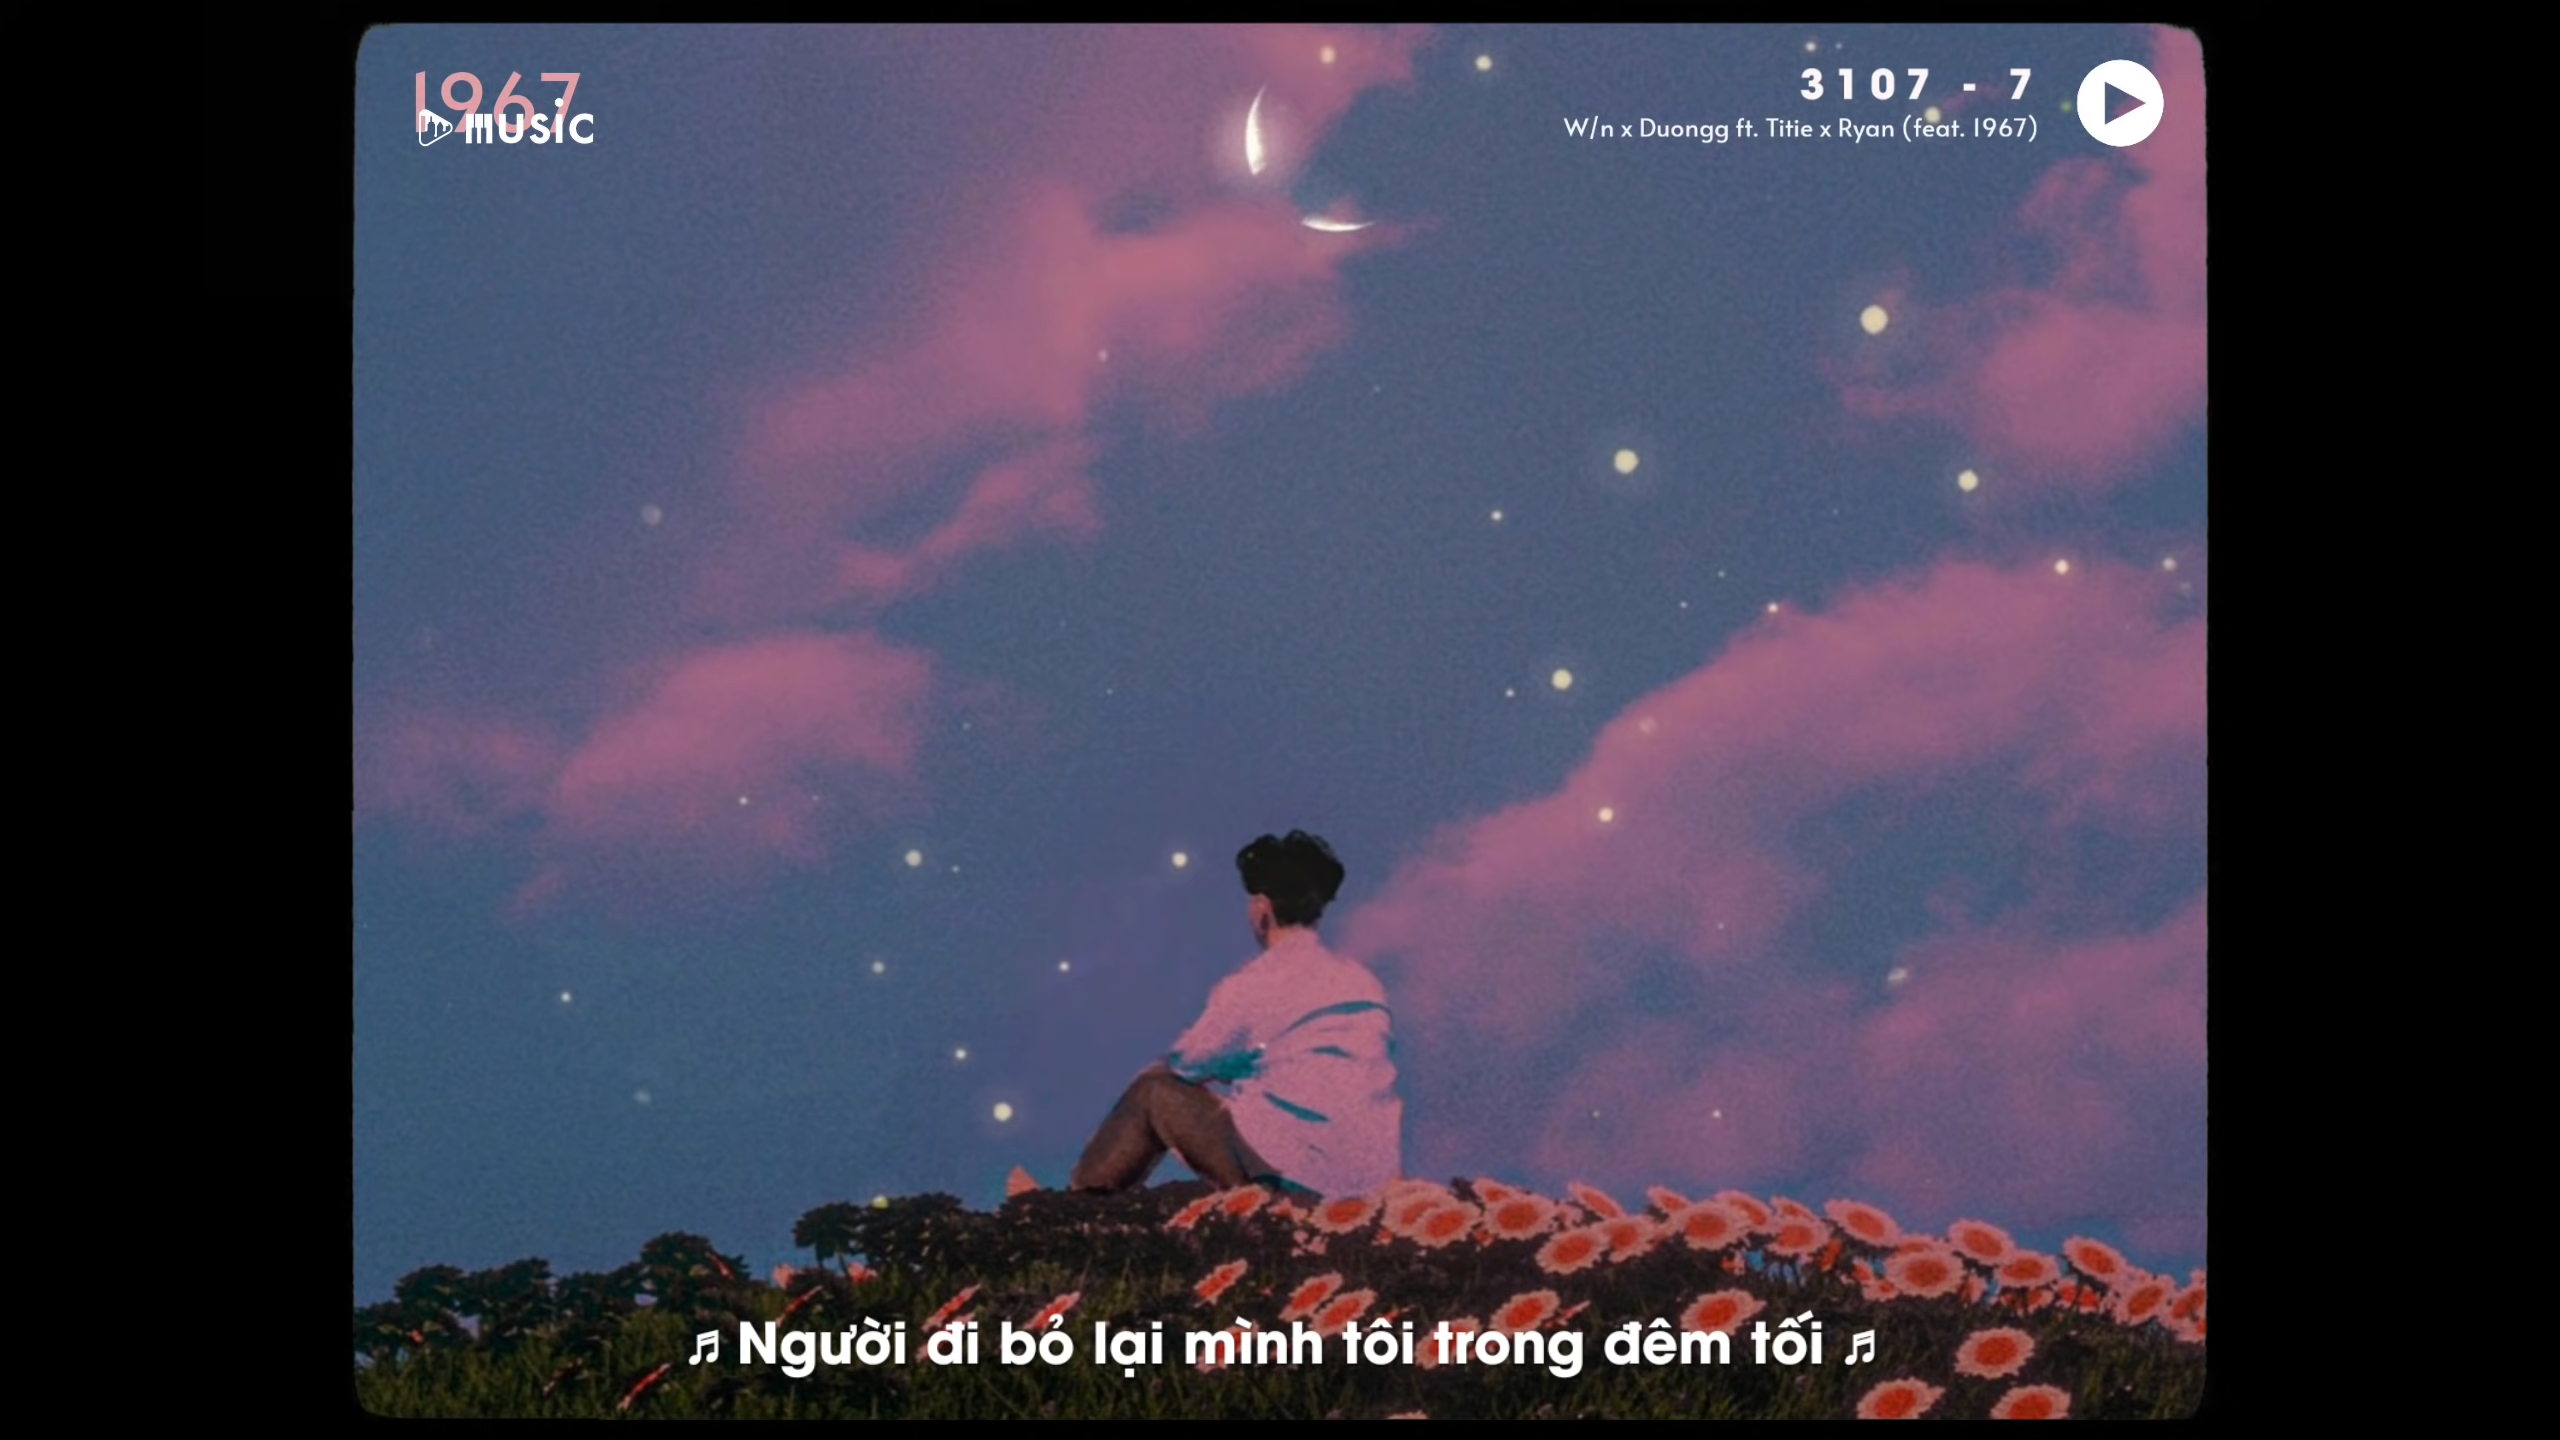 1967
MUSIC
3107 - 7
W/n x Duongg ft. Titie x Ryan (feat. 1967)
♬ Người đi bỏ lại mình tôi trong đêm tối ♬